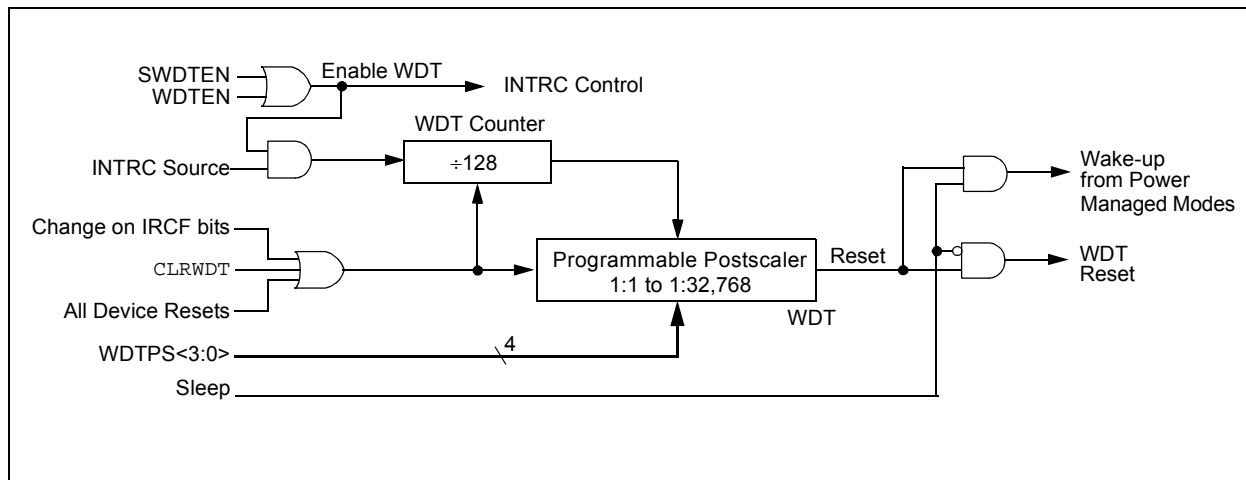 SWDTEN
WDTEN
Enable WDT
INTRC Control
WDT Counter
÷128
INTRC Source
Wake-up
from Power
Managed Modes
Change on IRCF bits
CLRWDT
All Device Resets
Programmable Postscaler
1:1 to 1:32,768
Reset
WDT
Reset
WDT
WDTPS<3:0>
4
Sleep